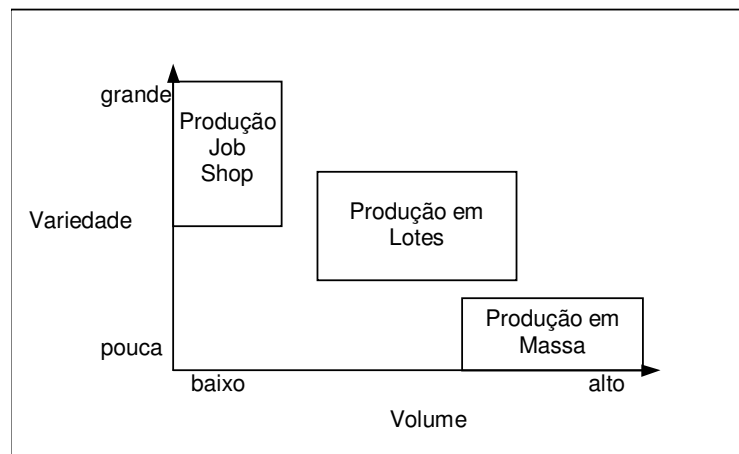 grande
Produção
Job
Shop
Produção em
Lotes
Variedade
Produção em
Massa
pouca
baixo
alto
Volume